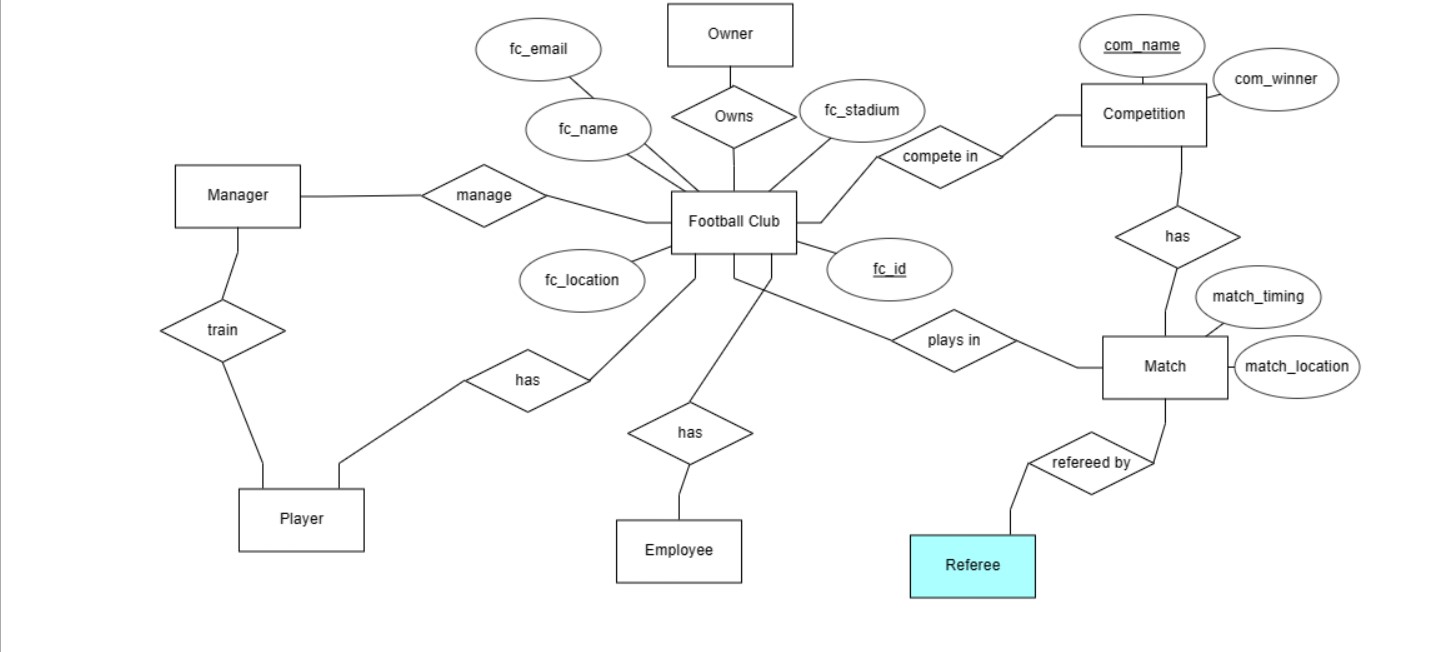 Owner
com_name
fc_email
com_winner
fc_stadium
Owns
Competition
fc_name
compete in
Manager
manage
Football Club
has
fc_location
fc_id
match_timing
train
plays in
Match
match_location
has
has
refereed by
Player
Employee
Referee